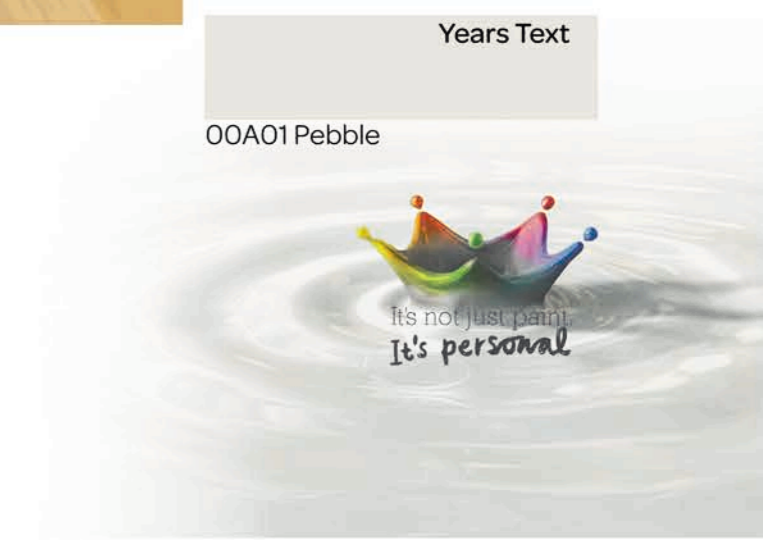 Years Text
00A01 Pebble
It's not just paint.
It's personal